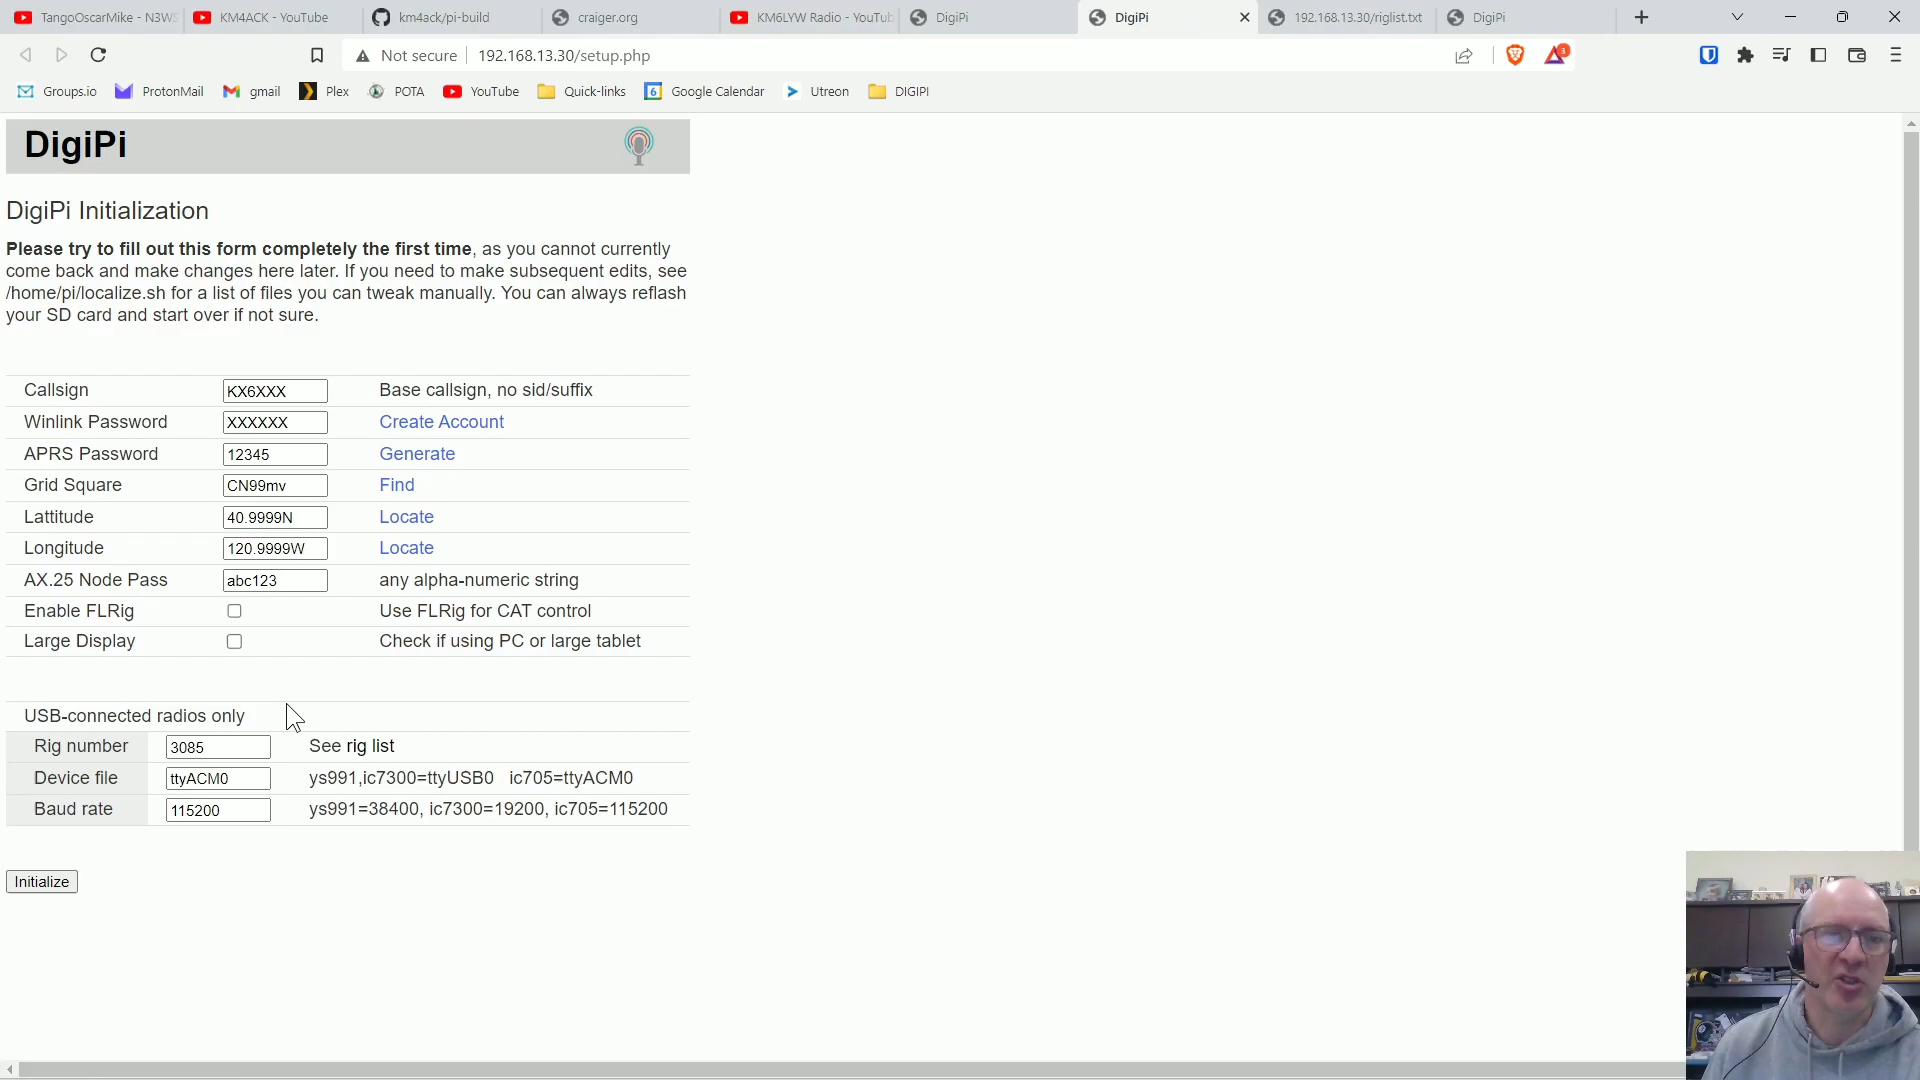 TangoOscarMike - N3WS
KM4ACK - YouTube
km4ack/pi-build
craiger.org
KM6LYW Radio - YouTub
DigiPi
DigiPi
192.168.13.30/riglist.txt
DigiPi
Not secure
192.168.13.30/setup.php
3
Groups.io
ProtonMail
gmail
Plex
POTA
YouTube
Quick-links
6
Google Calendar
Utreon
DIGIPI
DigiPi
DigiPi Initialization
Please try to fill out this form completely the first time, as you cannot currently
come back and make changes here later. If you need to make subsequent edits, see
/home/pi/localize.sh for a list of files you can tweak manually. You can always reflash
your SD card and start over if not sure.
Callsign KX6XXX Base callsign, no sid/suffix
Winlink Password XXXXXX Create Account
APRS Password 12345 Generate
Grid Square CN99mv Find
Lattitude 40.9999N Locate
Longitude 120.9999W Locate
AX.25 Node Pass abc123 any alpha-numeric string
Enable FLRig Use FLRig for CAT control
Large Display Check if using PC or large tablet
USB-connected radios only
Rig number 3085 See rig list
Device file ttyACM0 ys991,ic7300=ttyUSB0 ic705=ttyACM0
Baud rate 115200 ys991=38400, ic7300=19200, ic705=115200
Initialize